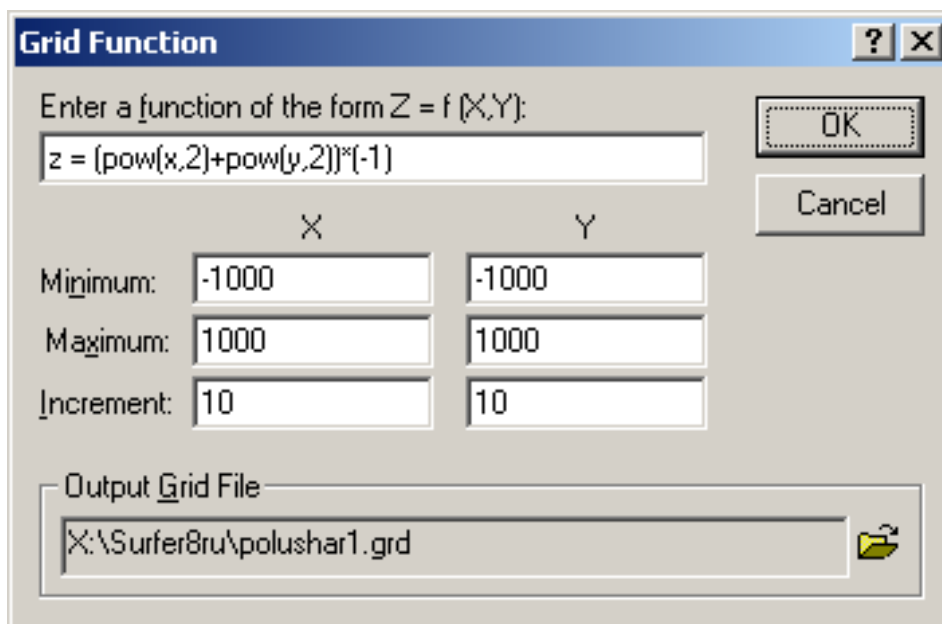 Grid Function
Enter a function of the form Z = f (X,Y):
z = (pow(x,2)+pow(y,2))*(-1)
OK
Cancel
X Y
Minimum: -1000 -1000
Maximum: 1000 1000
Increment: 10 10
Output Grid File
X:\Surfer8ru\polushar1.grd